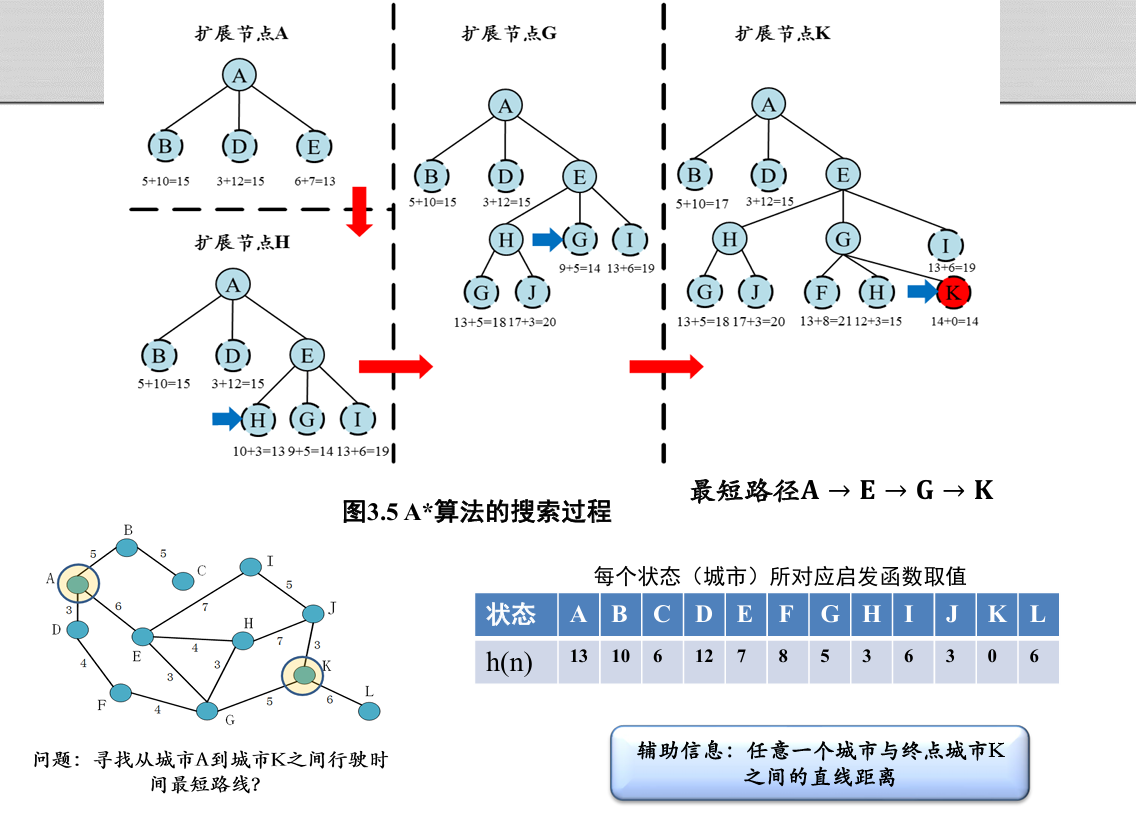 扩展节点A
A
B D E
5+10=15 3+12=15 6+7=13
扩展节点H
A
B D E
5+10=15 3+12=15
H G I
10+3=13 9+5=14 13+6=19
扩展节点G
A
B D E
5+10=15 3+12=15
H G I
9+5=14 13+6=19
G J
13+5=18 17+3=20
扩展节点K
A
B D E
5+10=17 3+12=15
H G I
13+6=19
G J F H K
13+5=18 17+3=20 13+8=21 12+3=15 14+0=14
最短路径A → E → G → K
图3.5 A*算法的搜索过程
B
5 5
A C I
3 6 7 5
D H J
E 4 7
4 3 3 3
F K
4 G 5 6 L
问题：寻找从城市A到城市K之间行驶时
间最短路线？
每个状态（城市）所对应启发函数取值
状态 A B C D E F G H I J K L
h(n) 13 10 6 12 7 8 5 3 6 3 0 6
辅助信息：任意一个城市与终点城市K
之间的直线距离